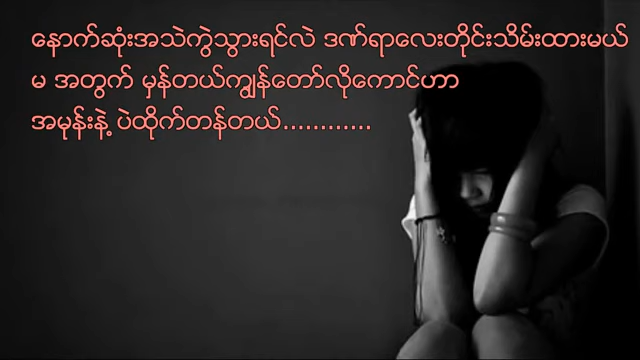 နောက်ဆုံးအသဲကွဲသွားရင်လဲ ဒဏ်ရာလေးတိုင်းသိမ်းထားမယ်
မ အတွက် မှန်တယ်ကျွန်တော်လိုကောင်ဟာ
အမုန်းနဲ့ ပဲထိုက်တန်တယ်............